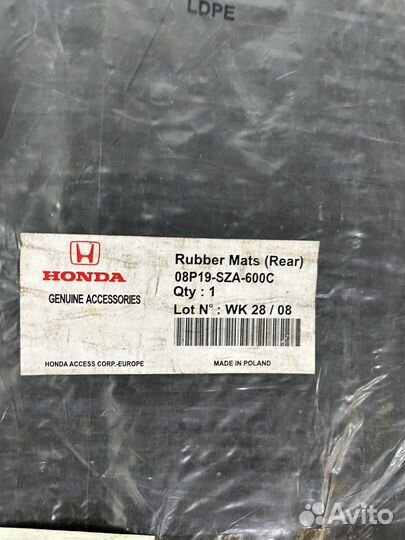 LDPE
HONDA
GENUINE ACCESSORIES
Rubber Mats (Rear)
08P19-SZA-600C
Qty : 1
Lot N° : WK 28 / 08
HONDA ACCESS CORP.-EUROPE
MADE IN POLAND
Avito